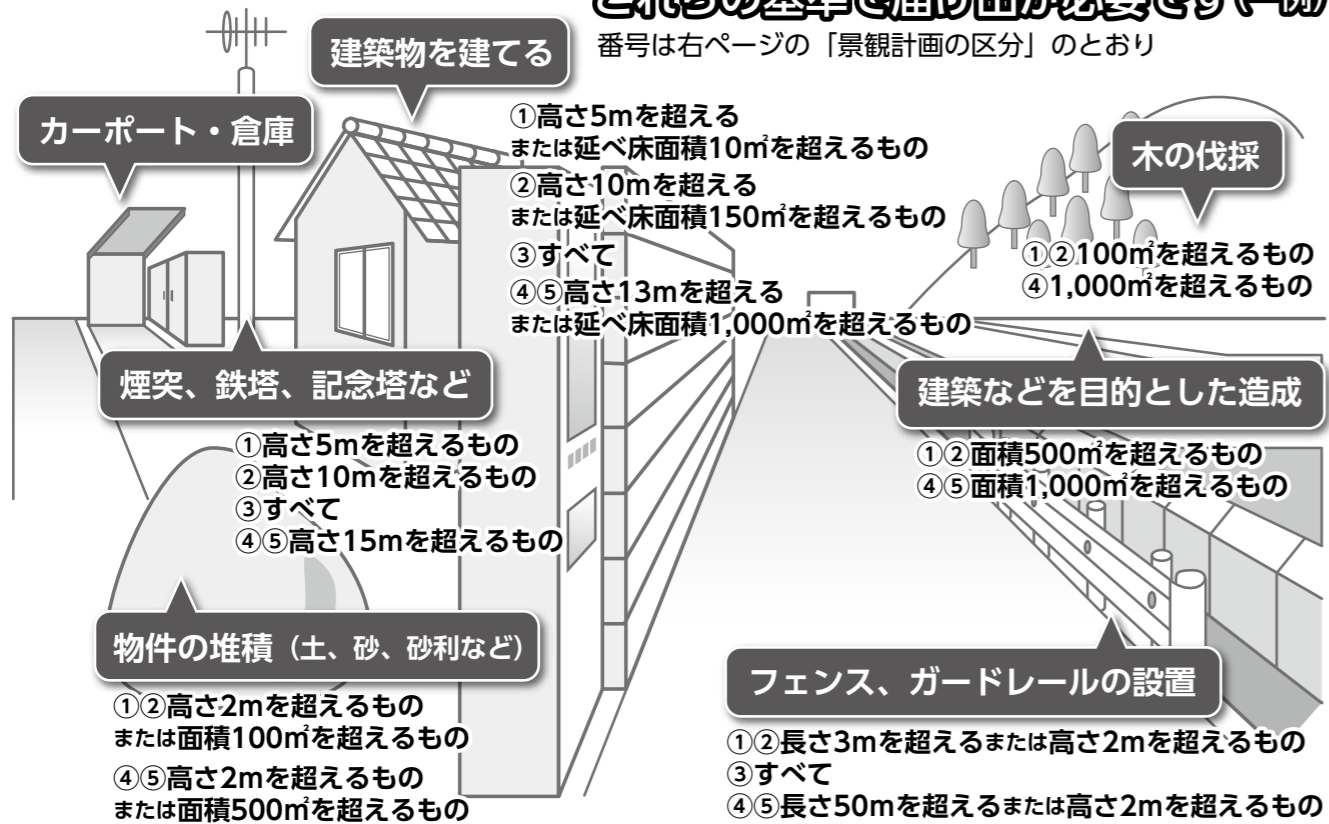 これらの基準で届け出が必要です(一例)
番号は右ページの「景観計画の区分」のとおり
建築物を建てる
①高さ5mを超える
または延べ床面積10㎡を超えるもの
②高さ10mを超える
または延べ床面積150㎡を超えるもの
③すべて
④⑤高さ13mを超える
または延べ床面積1,000㎡を超えるもの
カーポート・倉庫
木の伐採
①②100㎡を超えるもの
④1,000㎡を超えるもの
煙突、鉄塔、記念塔など
①高さ5mを超えるもの
②高さ10mを超えるもの
③すべて
④⑤高さ15mを超えるもの
建築などを目的とした造成
①②面積500㎡を超えるもの
④⑤面積1,000㎡を超えるもの
物件の堆積(土、砂、砂利など)
①②高さ2mを超えるもの
または面積100㎡を超えるもの
④⑤高さ2mを超えるもの
または面積500㎡を超えるもの
フェンス、ガードレールの設置
①②長さ3mを超えるまたは高さ2mを超えるもの
③すべて
④⑤長さ50mを超えるまたは高さ2mを超えるもの